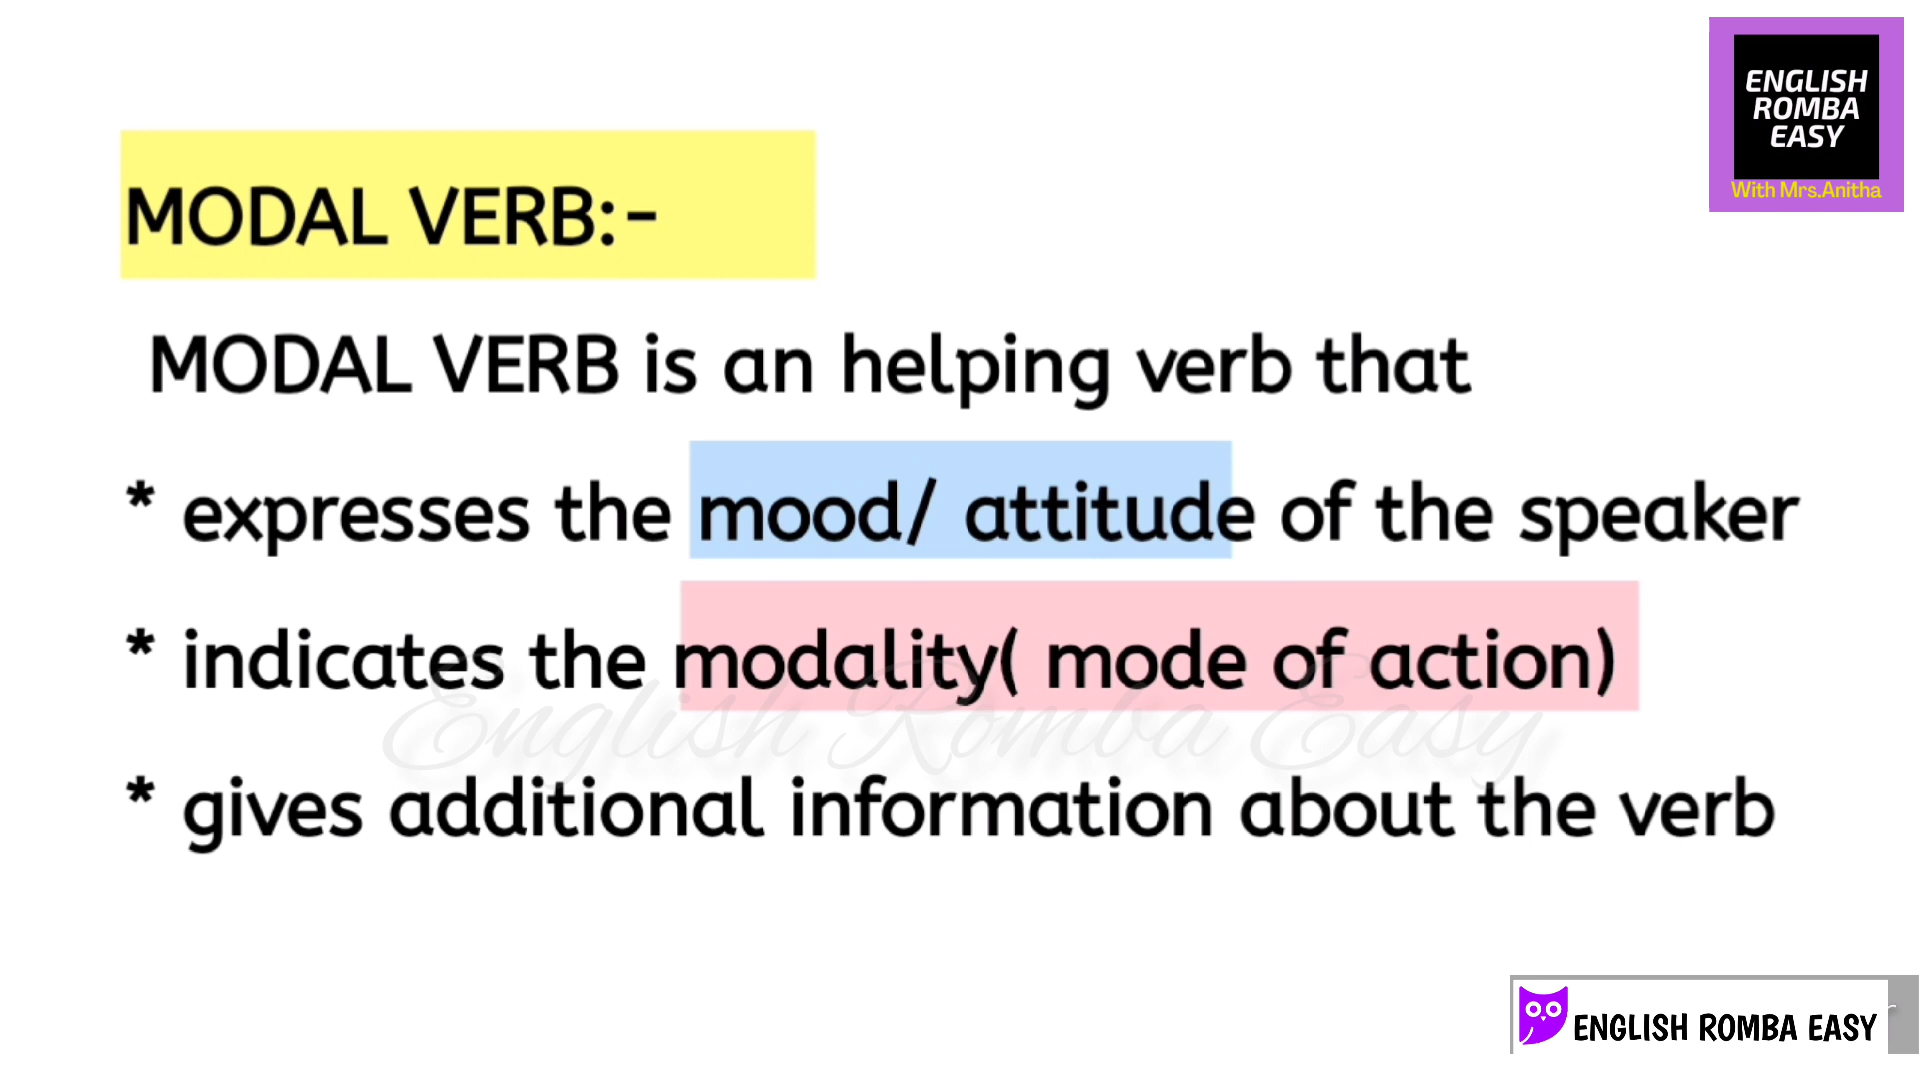 ENGLISH
ROMBA
EASY
With Mrs.Anitha
MODAL VERB:-
MODAL VERB is an helping verb that
* expresses the mood/ attitude of the speaker
* indicates the modality( mode of action)
English Romba Easy
* gives additional information about the verb
ENGLISH ROMBA EASY